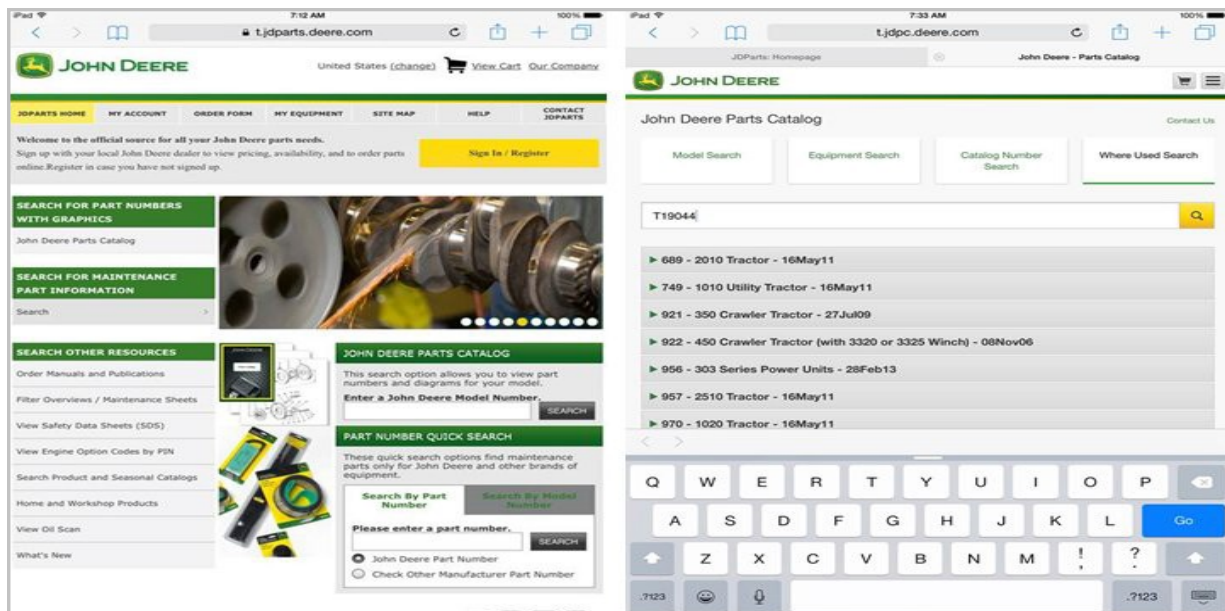 iPad 7:12 AM 100%
t.jdparts.deere.com
JOHN DEERE
United States (change) View Cart Our Company
JDPARTS HOME MY ACCOUNT ORDER FORM MY EQUIPMENT SITE MAP HELP CONTACT JDPARTS
Welcome to the official source for all your John Deere parts needs.
Sign up with your local John Deere dealer to view pricing, availability, and to order parts
online.Register in case you have not signed up.
Sign In / Register
SEARCH FOR PART NUMBERS
WITH GRAPHICS
John Deere Parts Catalog
SEARCH FOR MAINTENANCE
PART INFORMATION
Search
SEARCH OTHER RESOURCES
Order Manuals and Publications
Filter Overviews / Maintenance Sheets
View Safety Data Sheets (SDS)
View Engine Option Codes by PIN
Search Product and Seasonal Catalogs
Home and Workshop Products
View Oil Scan
What's New
JOHN DEERE PARTS CATALOG
This search option allows you to view part
numbers and diagrams for your model.
Enter a John Deere Model Number.
SEARCH
PART NUMBER QUICK SEARCH
These quick search options find maintenance
parts only for John Deere and other brands of
equipment.
Search By Part
Number
Search By Model
Number
Please enter a part number.
SEARCH
John Deere Part Number
Check Other Manufacturer Part Number
iPad 7:33 AM 100%
t.jdpc.deere.com
JDParts: Homepage
John Deere - Parts Catalog
JOHN DEERE
John Deere Parts Catalog
Contact Us
Model Search
Equipment Search
Catalog Number
Search
Where Used Search
T19044
689 - 2010 Tractor - 16May11
749 - 1010 Utility Tractor - 16May11
921 - 350 Crawler Tractor - 27Jul09
922 - 450 Crawler Tractor (with 3320 or 3325 Winch) - 08Nov06
956 - 303 Series Power Units - 28Feb13
957 - 2510 Tractor - 16May11
970 - 1020 Tractor - 16May11
Q W E R T Y U I O P
A S D F G H J K L Go
Z X C V B N M ! , ? .
.?123 .?123